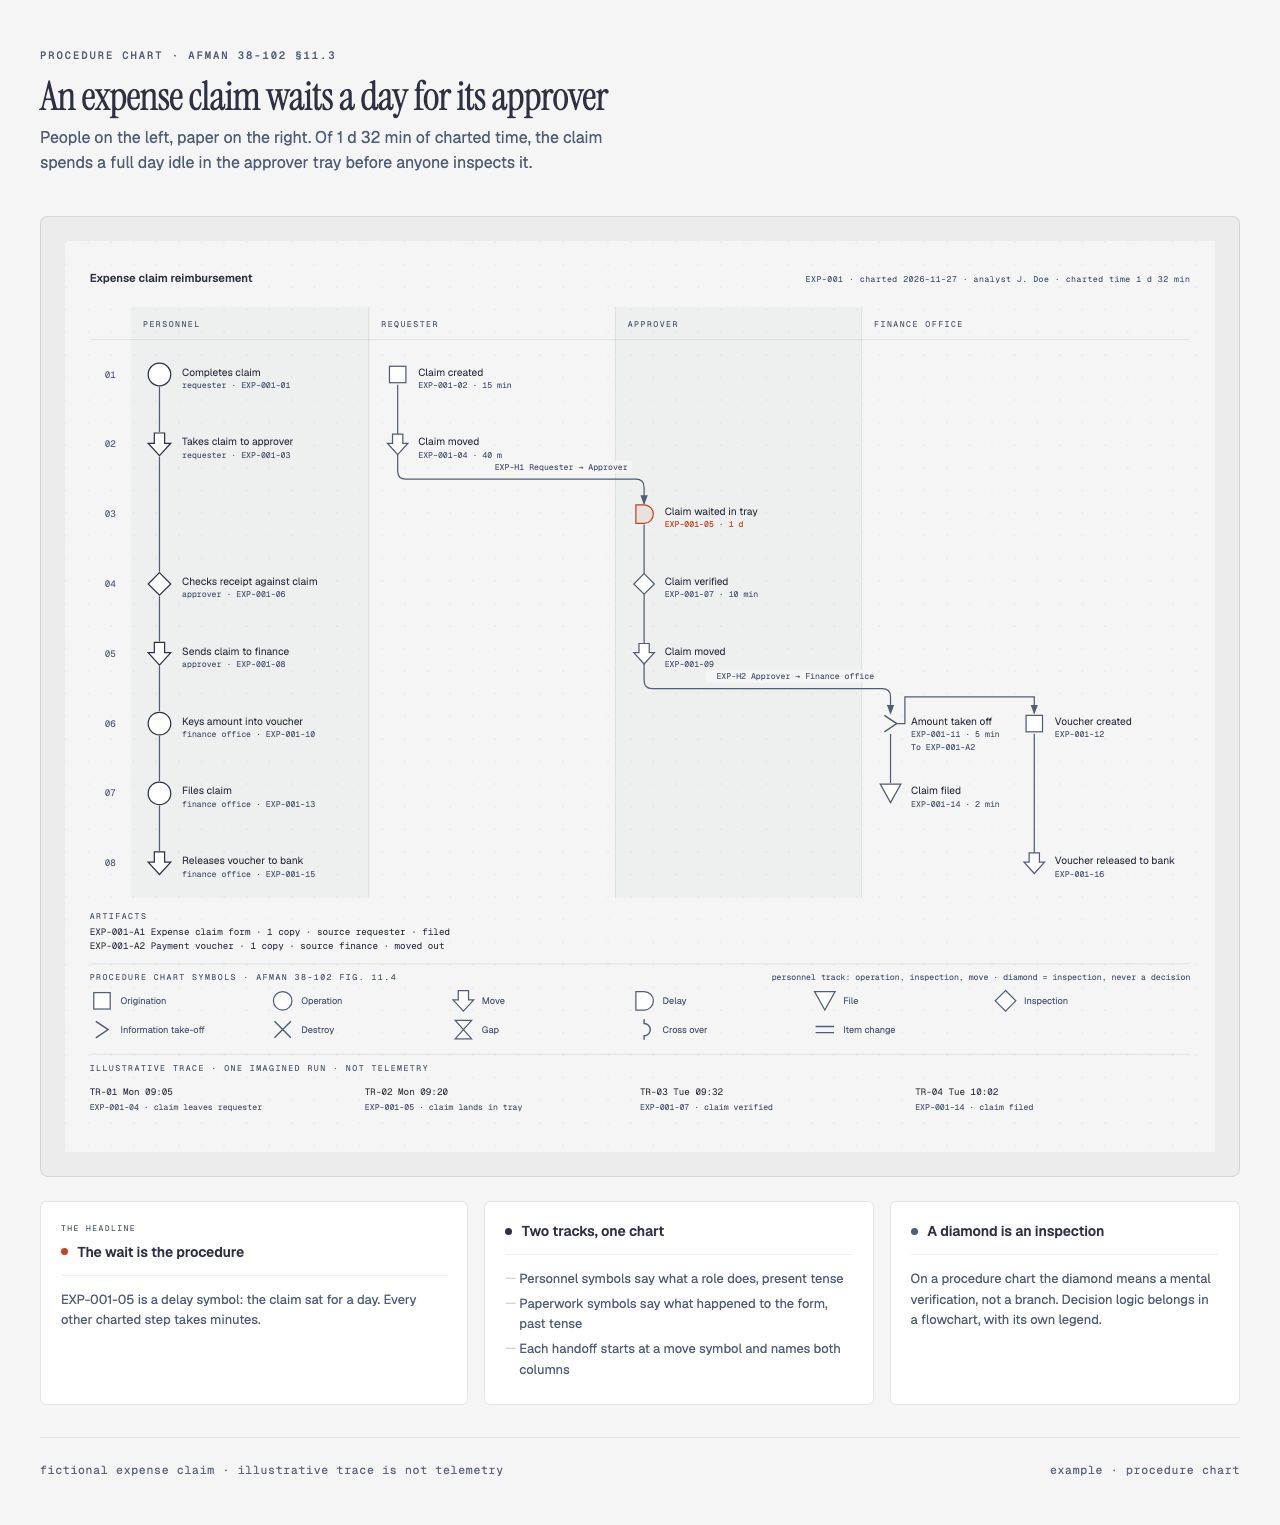 PROCEDURE CHART · AFMAN 38-102 §11.3
An expense claim waits a day for its approver
People on the left, paper on the right. Of 1 d 32 min of charted time, the claim
spends a full day idle in the approver tray before anyone inspects it.
Expense claim reimbursement
EXP-001 · charted 2026-11-27 · analyst J. Doe · charted time 1 d 32 min
PERSONNEL
REQUESTER
APPROVER
FINANCE OFFICE
01
Completes claim
requester · EXP-001-01
Claim created
EXP-001-02 · 15 min
02
Takes claim to approver
requester · EXP-001-03
Claim moved
EXP-001-04 · 40 m
EXP-H1 Requester → Approver
03
Claim waited in tray
EXP-001-05 · 1 d
04
Checks receipt against claim
approver · EXP-001-06
Claim verified
EXP-001-07 · 10 min
05
Sends claim to finance
approver · EXP-001-08
Claim moved
EXP-001-09
EXP-H2 Approver → Finance office
06
Keys amount into voucher
finance office · EXP-001-10
Amount taken off
EXP-001-11 · 5 min
To EXP-001-A2
Voucher created
EXP-001-12
07
Files claim
finance office · EXP-001-13
Claim filed
EXP-001-14 · 2 min
08
Releases voucher to bank
finance office · EXP-001-15
Voucher released to bank
EXP-001-16
ARTIFACTS
EXP-001-A1 Expense claim form · 1 copy · source requester · filed
EXP-001-A2 Payment voucher · 1 copy · source finance · moved out
PROCEDURE CHART SYMBOLS · AFMAN 38-102 FIG. 11.4
personnel track: operation, inspection, move · diamond = inspection, never a decision
Origination
Operation
Move
Delay
File
Inspection
Information take-off
Destroy
Gap
Cross over
Item change
ILLUSTRATIVE TRACE · ONE IMAGINED RUN · NOT TELEMETRY
TR-01 Mon 09:05
EXP-001-04 · claim leaves requester
TR-02 Mon 09:20
EXP-001-05 · claim lands in tray
TR-03 Tue 09:32
EXP-001-07 · claim verified
TR-04 Tue 10:02
EXP-001-14 · claim filed
THE HEADLINE
The wait is the procedure
EXP-001-05 is a delay symbol: the claim sat for a day. Every
other charted step takes minutes.
Two tracks, one chart
— Personnel symbols say what a role does, present tense
— Paperwork symbols say what happened to the form,
past tense
— Each handoff starts at a move symbol and names both
columns
A diamond is an inspection
On a procedure chart the diamond means a mental
verification, not a branch. Decision logic belongs in
a flowchart, with its own legend.
fictional expense claim · illustrative trace is not telemetry
example · procedure chart